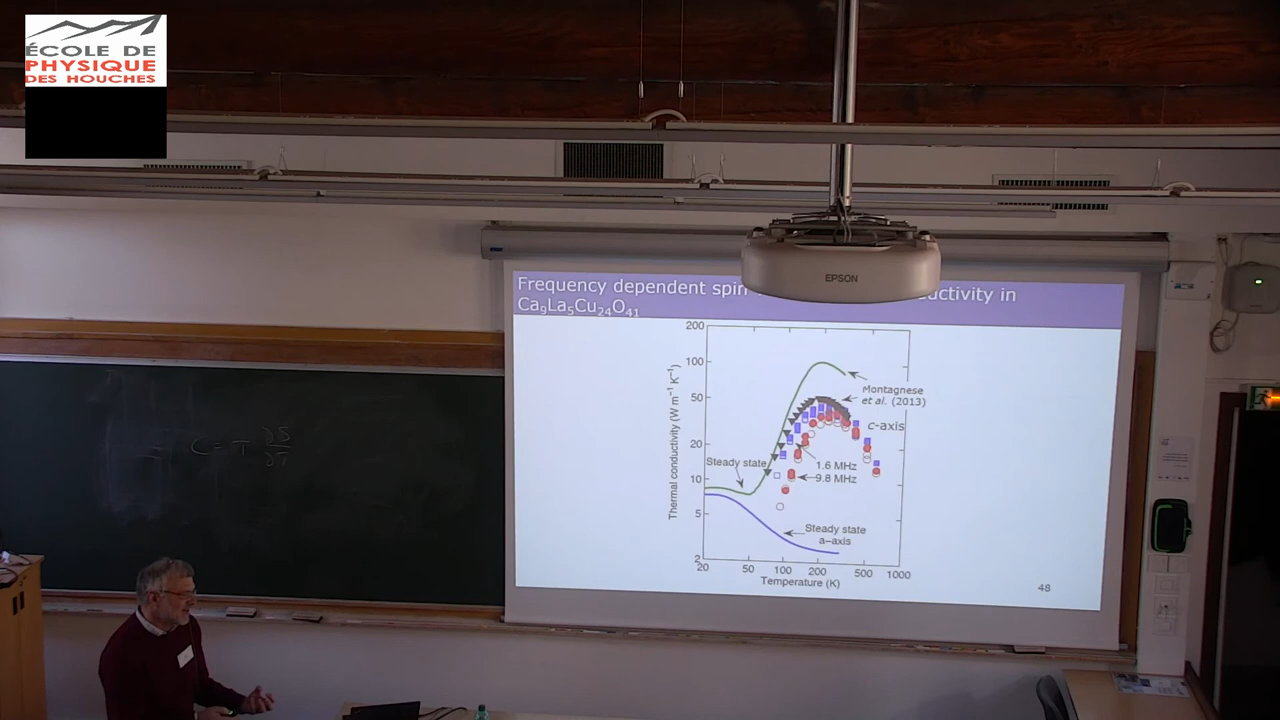 ÉCOLE DE
PHYSIQUE
DES HOUCHES
EPSON
Frequency dependent spin
ductivity in
Ca₉La₅Cu₂₄O₄₁
200
100
50
20
10
5
2
Thermal conductivity (W m⁻¹ K⁻¹)
Montagnese
et al. (2013)
c-axis
Steady state
1.6 MHz
9.8 MHz
Steady state
a-axis
20
50
100
200
500
1000
Temperature (K)
48
C = T ∂S
∂T